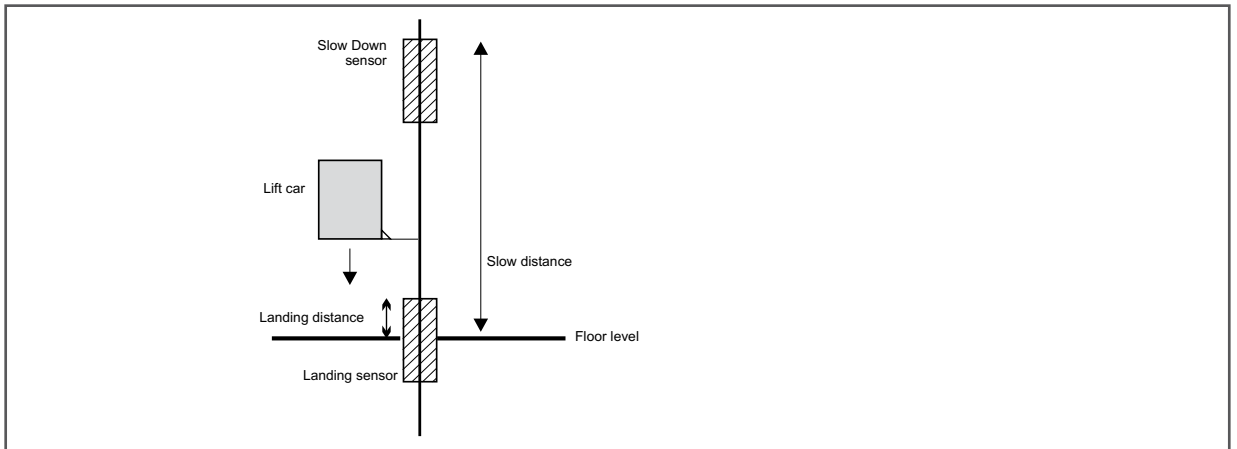 Slow Down
sensor
Lift car
Slow distance
Landing distance
Floor level
Landing sensor